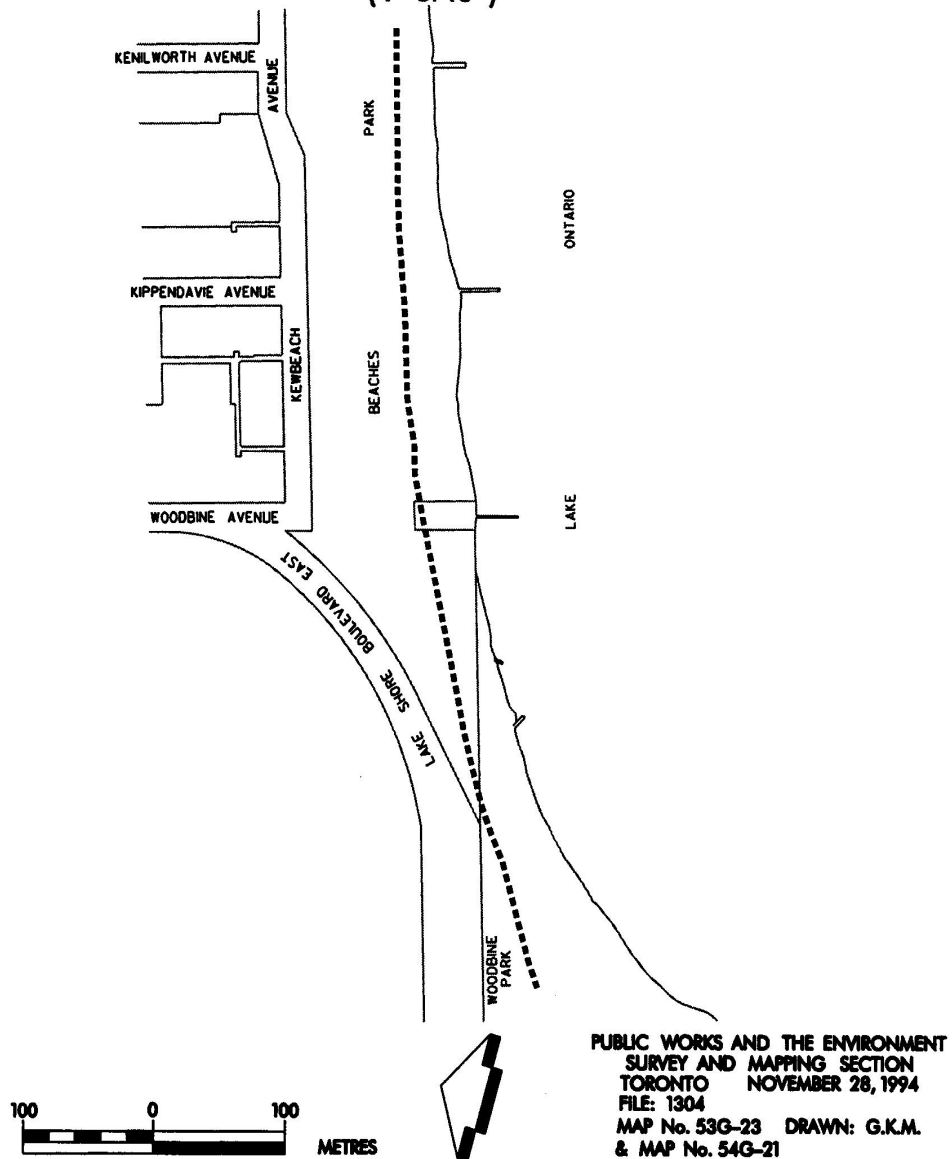 KENILWORTH AVENUE
AVENUE
PARK
ONTARIO
KIPPENDAVIE AVENUE
KEWBEACH
BEACHES
WOODBINE AVENUE
LAKE
LAKE SHORE BOULEVARD EAST
WOODBINE
PARK
100 0 100
METRES
PUBLIC WORKS AND THE ENVIRONMENT
SURVEY AND MAPPING SECTION
TORONTO NOVEMBER 28, 1994
FILE: 1304
MAP No. 53G-23 DRAWN: G.K.M.
& MAP No. 54G-21